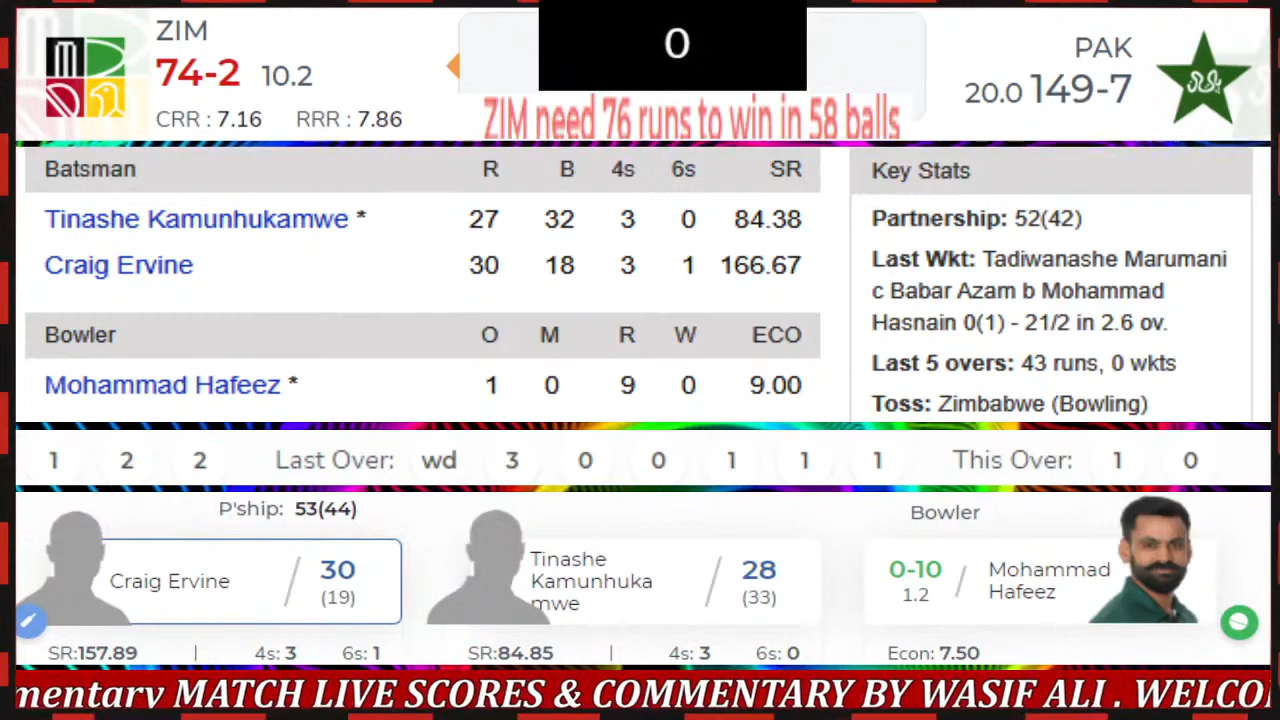 ZIM
74-2 10.2
CRR : 7.16 RRR : 7.86
0
ZIM need 76 runs to win in 58 balls
PAK
20.0 149-7
Batsman R B 4s 6s SR
Tinashe Kamunhukamwe * 27 32 3 0 84.38
Craig Ervine 30 18 3 1 166.67
Bowler O M R W ECO
Mohammad Hafeez * 1 0 9 0 9.00
Key Stats
Partnership: 52(42)
Last Wkt: Tadiwanashe Marumani
c Babar Azam b Mohammad
Hasnain 0(1) - 21/2 in 2.6 ov.
Last 5 overs: 43 runs, 0 wkts
Toss: Zimbabwe (Bowling)
1 2 2 Last Over: wd 3 0 0 1 1 1 This Over: 1 0
P'ship: 53(44)
Craig Ervine 30
(19)
SR:157.89 | 4s: 3 6s: 1
Tinashe
Kamunhuka
mwe
28
(33)
SR:84.85 | 4s: 3 6s: 0
Bowler
0-10
1.2
Mohammad
Hafeez
Econ: 7.50
mentary MATCH LIVE SCORES & COMMENTARY BY WASIF ALI . WELCO